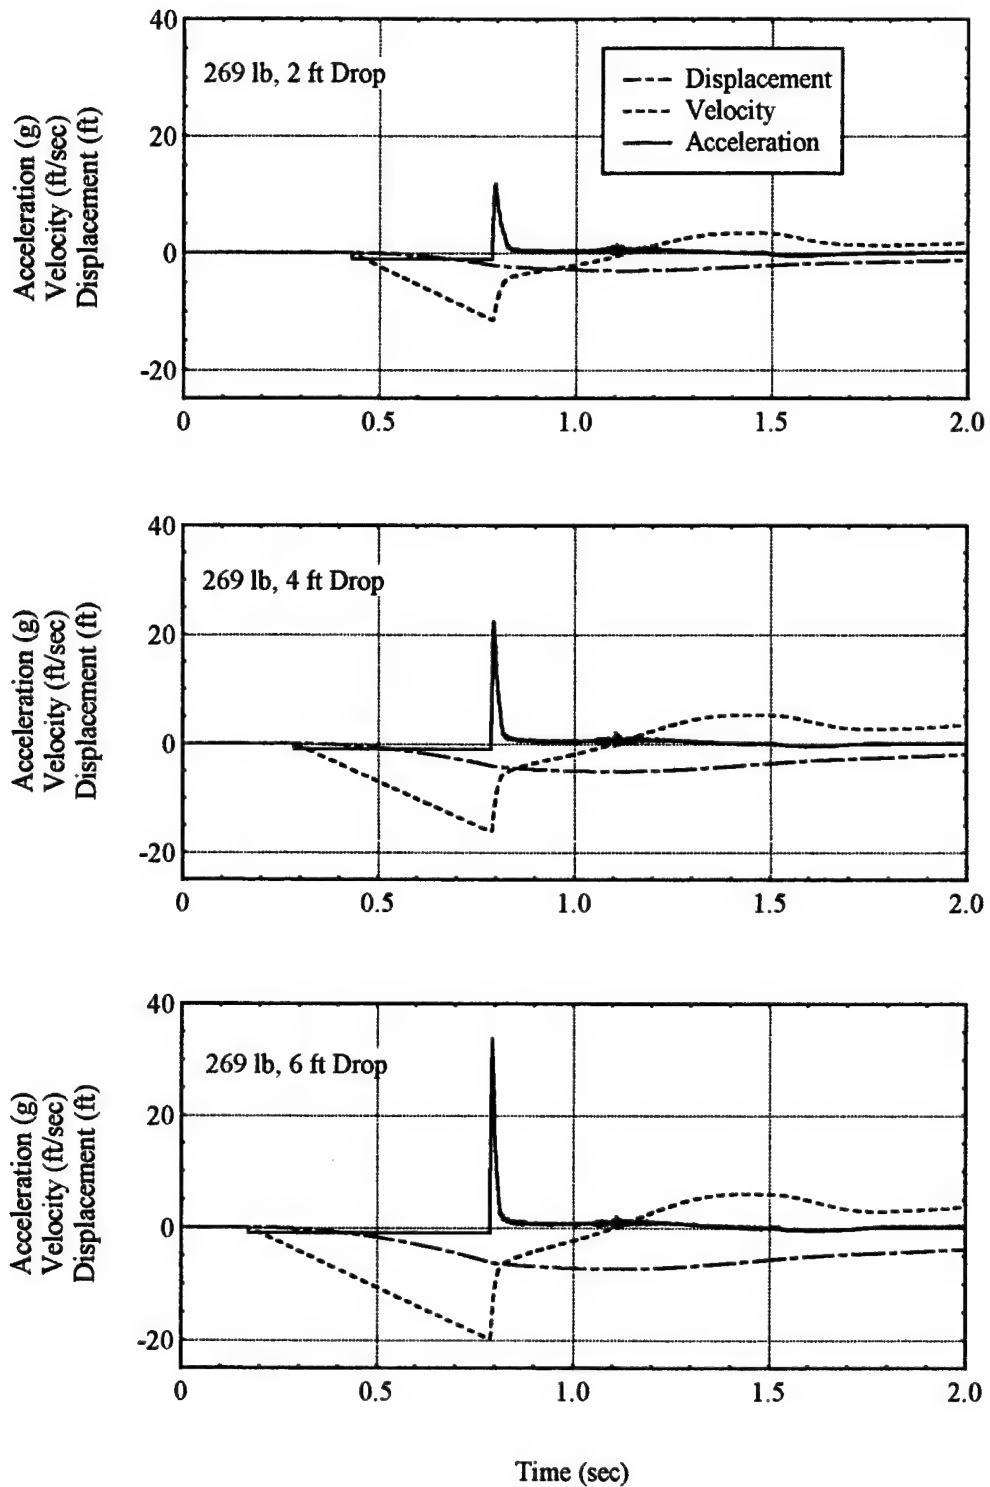 40
20
0
-20
Acceleration (g)
Velocity (ft/sec)
Displacement (ft)
269 lb, 2 ft Drop
Displacement
Velocity
Acceleration
0
0.5
1.0
1.5
2.0
40
20
0
-20
Acceleration (g)
Velocity (ft/sec)
Displacement (ft)
269 lb, 4 ft Drop
0
0.5
1.0
1.5
2.0
40
20
0
-20
Acceleration (g)
Velocity (ft/sec)
Displacement (ft)
269 lb, 6 ft Drop
0
0.5
1.0
1.5
2.0
Time (sec)